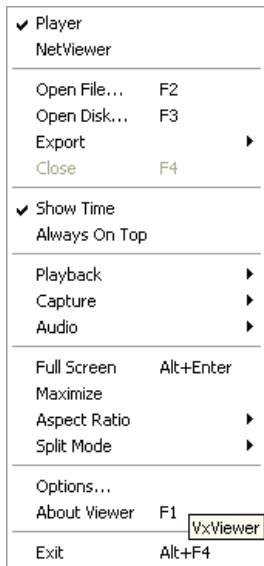 Player
NetViewer
Open File... F2
Open Disk... F3
Export
Close F4
Show Time
Always On Top
Playback
Capture
Audio
Full Screen Alt+Enter
Maximize
Aspect Ratio
Split Mode
Options...
About Viewer F1
VxViewer
Exit Alt+F4